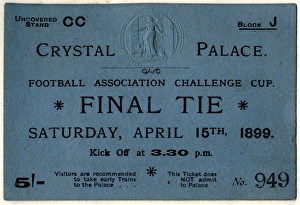 Uncovered Stand CC
Block J
Crystal Palace.
Football Association Challenge Cup.
* FINAL TIE *
Saturday, April 15th, 1899.
Kick Off at 3.30 p.m.
5/-
Visitors are recommended
to take early Trains
to the Palace . . .
This Ticket does
NOT admit
to Palace
No. 949